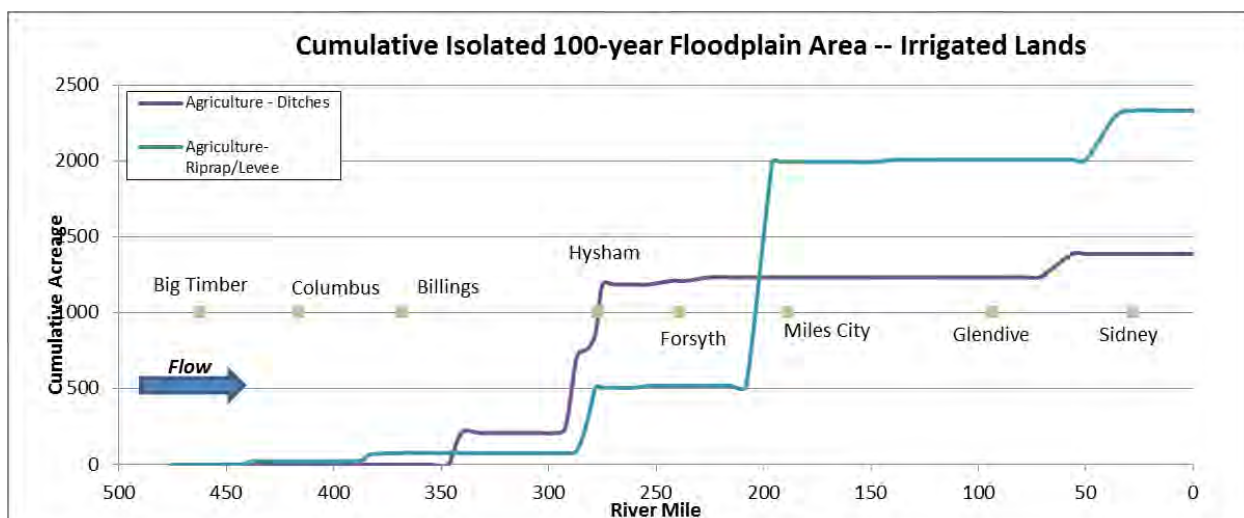 Cumulative Isolated 100-year Floodplain Area -- Irrigated Lands
2500
2000
1500
1000
500
0
Cumulative Acreage
Agriculture - Ditches
Agriculture-
Riprap/Levee
Big Timber
Columbus
Billings
Hysham
Forsyth
Miles City
Glendive
Sidney
Flow
500
450
400
350
300
250
200
150
100
50
0
River Mile